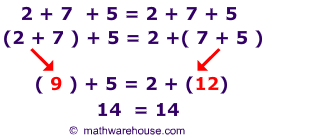 2 + 7 + 5 = 2 + 7 + 5
(2 + 7 ) + 5 = 2 +( 7 + 5 )
( 9 ) + 5 = 2 + (12)
14 = 14
© mathwarehouse.com